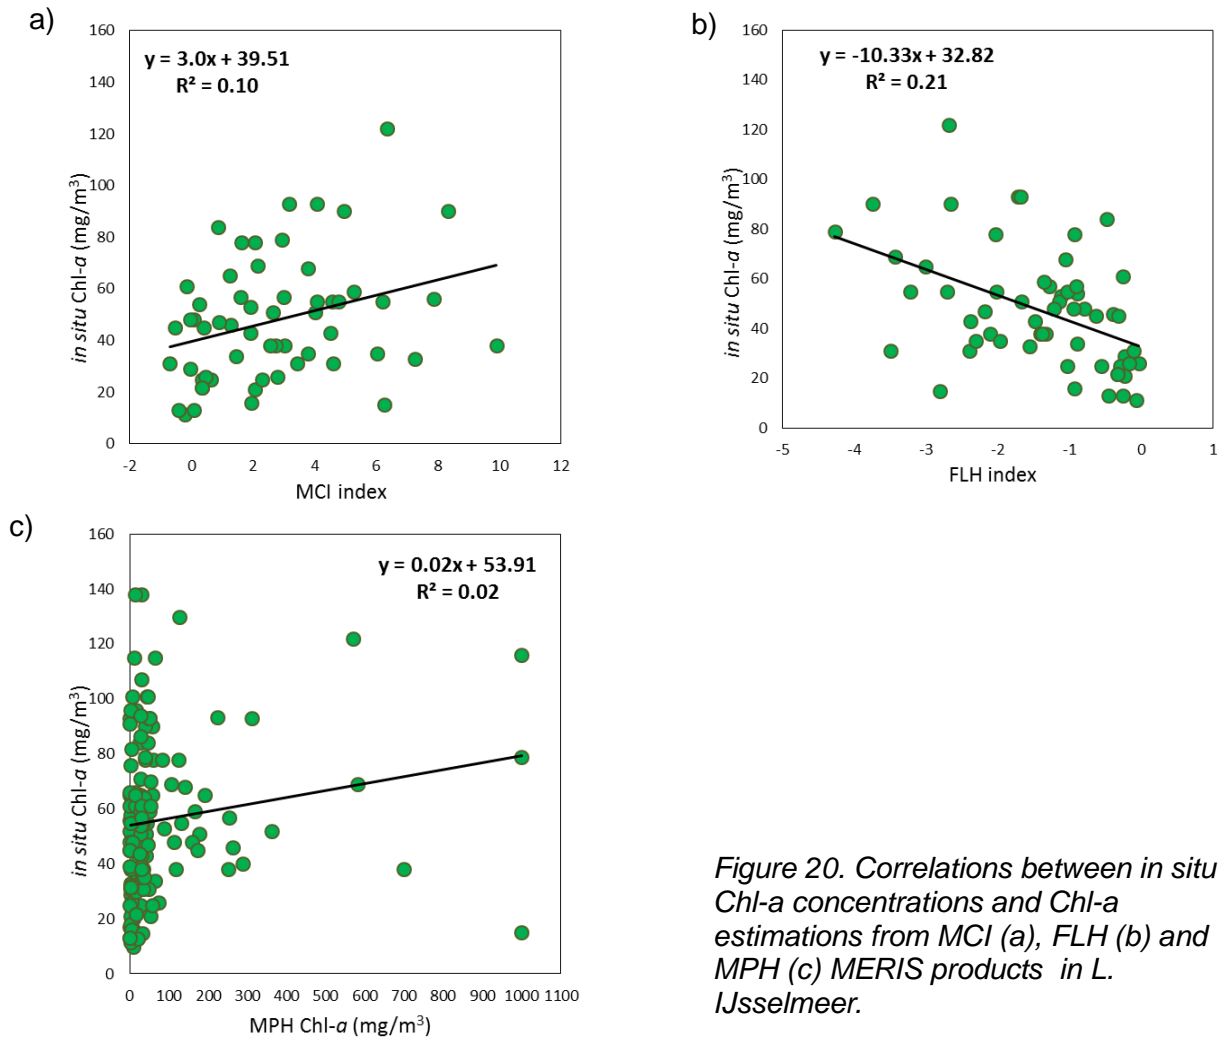 a)
y = 3.0x + 39.51
R² = 0.10
160
140
120
100
80
60
40
20
0
in situ Chl-a (mg/m³)
-2 0 2 4 6 8 10 12
MCI index
b)
y = -10.33x + 32.82
R² = 0.21
160
140
120
100
80
60
40
20
0
in situ Chl-a (mg/m³)
-5 -4 -3 -2 -1 0 1
FLH index
c)
y = 0.02x + 53.91
R² = 0.02
160
140
120
100
80
60
40
20
0
in situ Chl-a (mg/m³)
0 100 200 300 400 500 600 700 800 900 1000 1100
MPH Chl-a (mg/m³)
Figure 20. Correlations between in situ
Chl-a concentrations and Chl-a
estimations from MCI (a), FLH (b) and
MPH (c) MERIS products in L.
IJsselmeer.